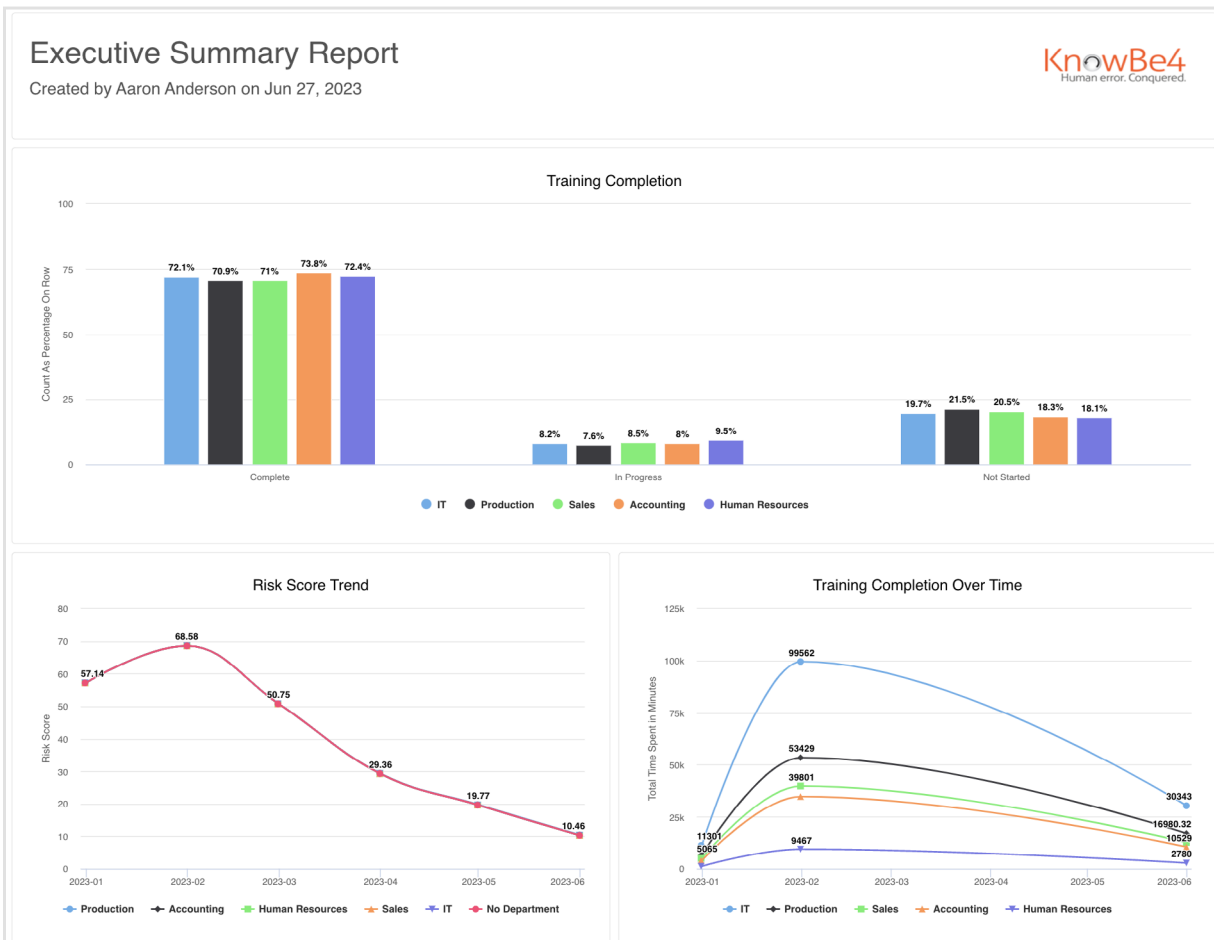 Executive Summary Report
Created by Aaron Anderson on Jun 27, 2023
KnowBe4
Human error. Conquered.
Training Completion
Count As Percentage On Row
100
75
50
25
0
72.1% 70.9% 71% 73.8% 72.4%
8.2% 7.6% 8.5% 8% 9.5%
19.7% 21.5% 20.5% 18.3% 18.1%
Complete In Progress Not Started
IT Production Sales Accounting Human Resources
Risk Score Trend
Risk Score
80
70
60
50
40
30
20
10
0
57.14 68.58 50.75 29.36 19.77 10.46
2023-01 2023-02 2023-03 2023-04 2023-05 2023-06
Production Accounting Human Resources Sales IT No Department
Training Completion Over Time
Total Time Spent in Minutes
125k
100k
75k
50k
25k
0
99562
53429
39801
9467
11301
5065
30343
16980.32
10529
2780
2023-01 2023-02 2023-03 2023-04 2023-05 2023-06
IT Production Sales Accounting Human Resources